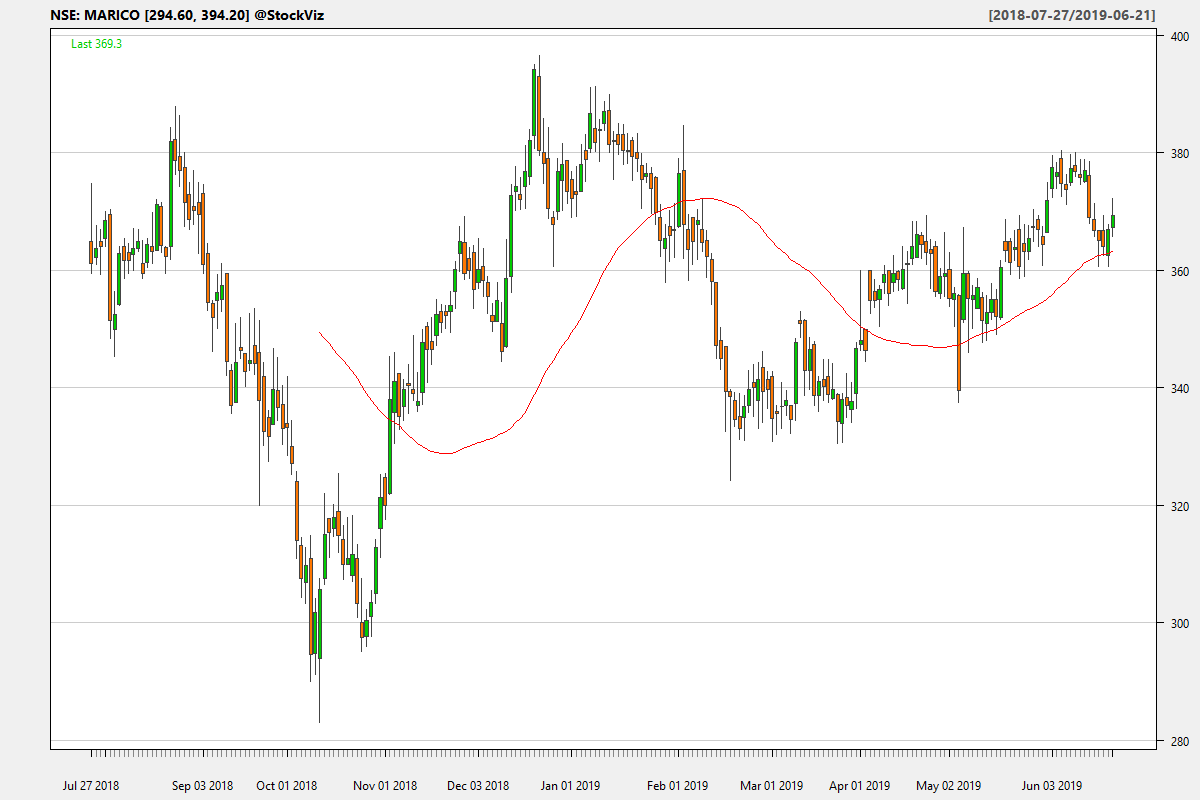 NSE: MARICO [294.60, 394.20] @StockViz
[2018-07-27/2019-06-21]
Last 369.3
400
380
360
340
320
300
280
Jul 27 2018
Sep 03 2018
Oct 01 2018
Nov 01 2018
Dec 03 2018
Jan 01 2019
Feb 01 2019
Mar 01 2019
Apr 01 2019
May 02 2019
Jun 03 2019